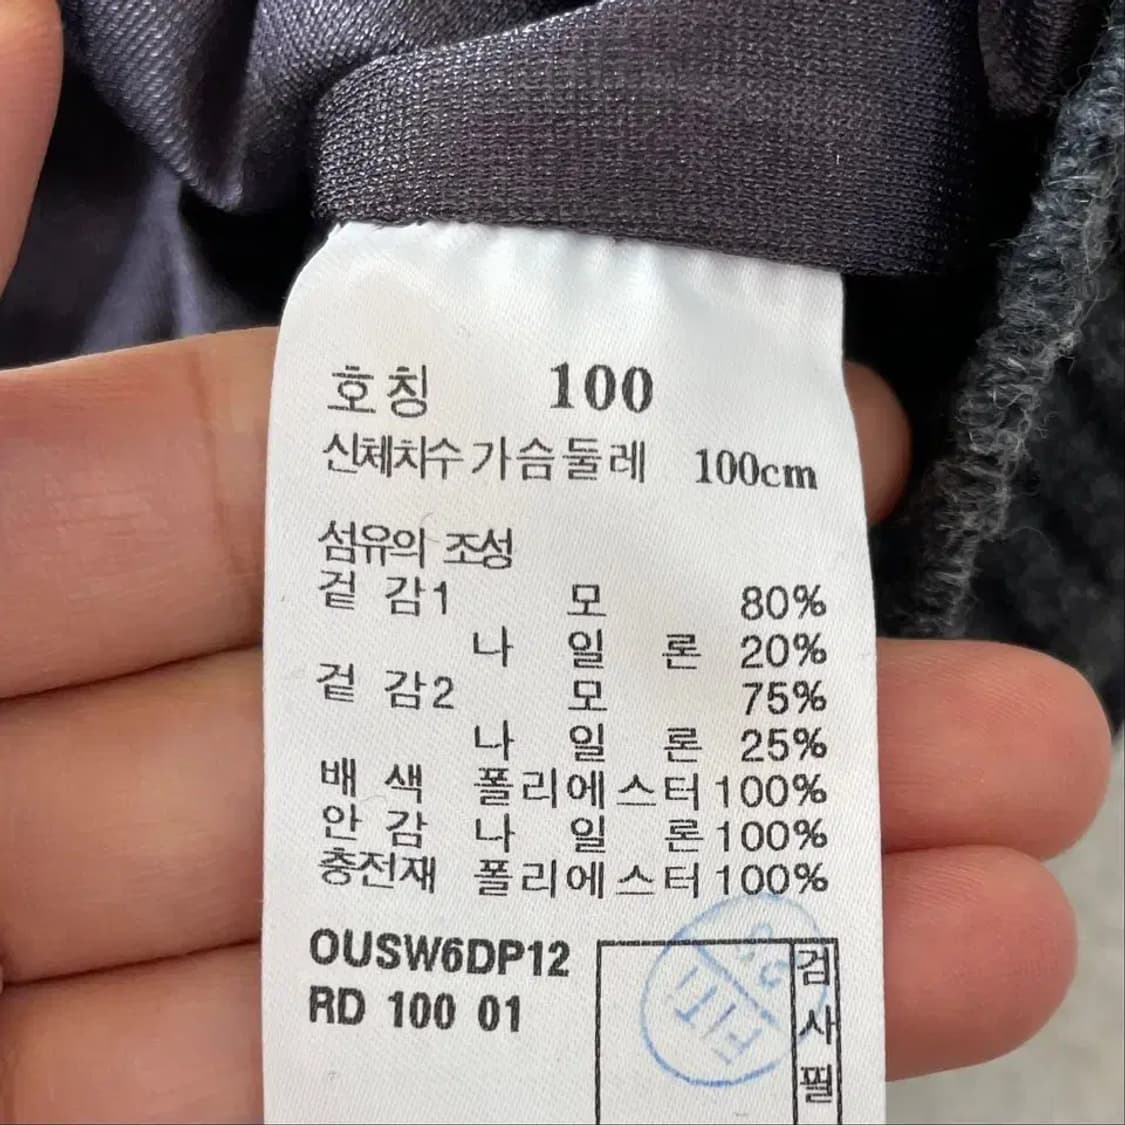 호칭 100
신체치수 가슴둘레 100cm
섬유의 조성
겉 감1 모 80%
나 일 론 20%
겉 감2 모 75%
나 일 론 25%
배 색 폴리에스터 100%
안 감 나 일 론 100%
충전재 폴리에스터 100%
OUSW6DP12
RD 100 01
검사필
FITI